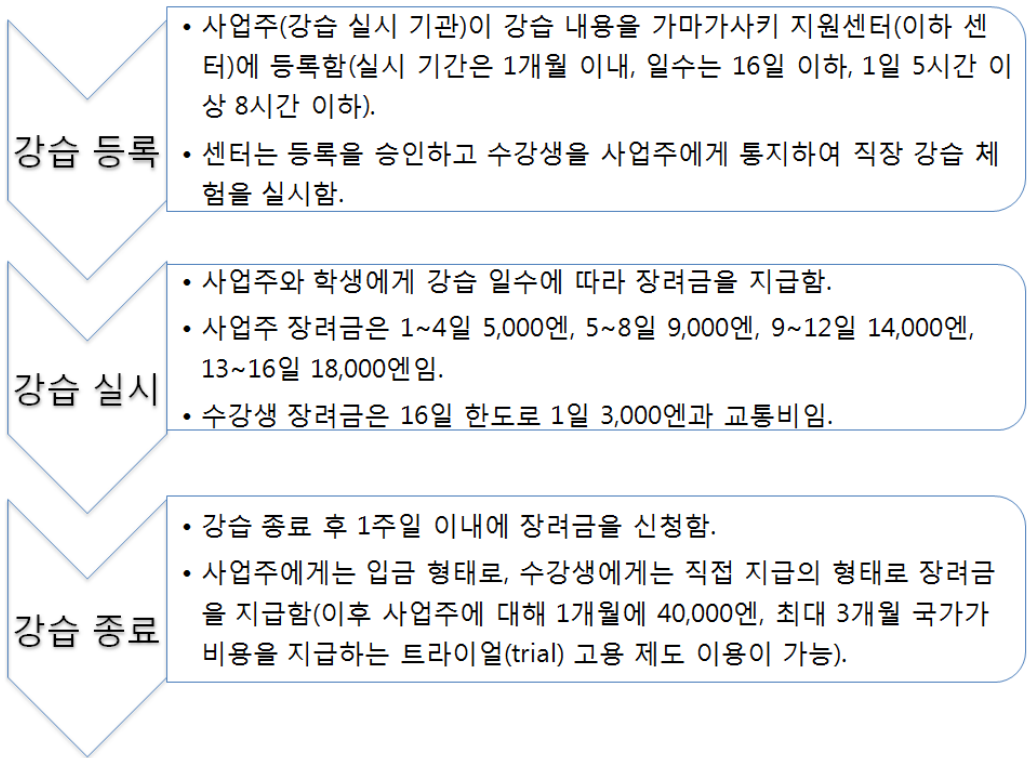 강습 등록
• 사업주(강습 실시 기관)이 강습 내용을 가마가사키 지원센터(이하 센
터)에 등록함(실시 기간은 1개월 이내, 일수는 16일 이하, 1일 5시간 이
상 8시간 이하).
• 센터는 등록을 승인하고 수강생을 사업주에게 통지하여 직장 강습 체
험을 실시함.
강습 실시
• 사업주와 학생에게 강습 일수에 따라 장려금을 지급함.
• 사업주 장려금은 1~4일 5,000엔, 5~8일 9,000엔, 9~12일 14,000엔,
13~16일 18,000엔임.
• 수강생 장려금은 16일 한도로 1일 3,000엔과 교통비임.
강습 종료
• 강습 종료 후 1주일 이내에 장려금을 신청함.
• 사업주에게는 입금 형태로, 수강생에게는 직접 지급의 형태로 장려금
을 지급함(이후 사업주에 대해 1개월에 40,000엔, 최대 3개월 국가가
비용을 지급하는 트라이얼(trial) 고용 제도 이용이 가능).